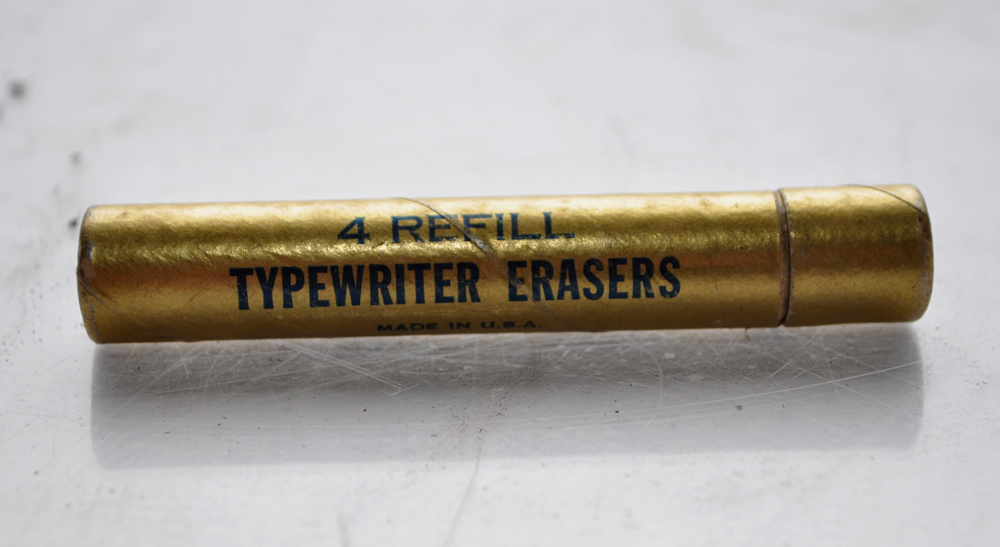 4 REFILL
TYPEWRITER ERASERS
MADE IN U.S.A.